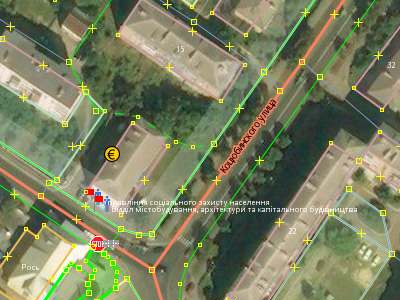 15
32
Коцюбинского улица
Управління соціального захисту населення
Відділ містобудування, архітектури та капітального будівництва
22
Рось